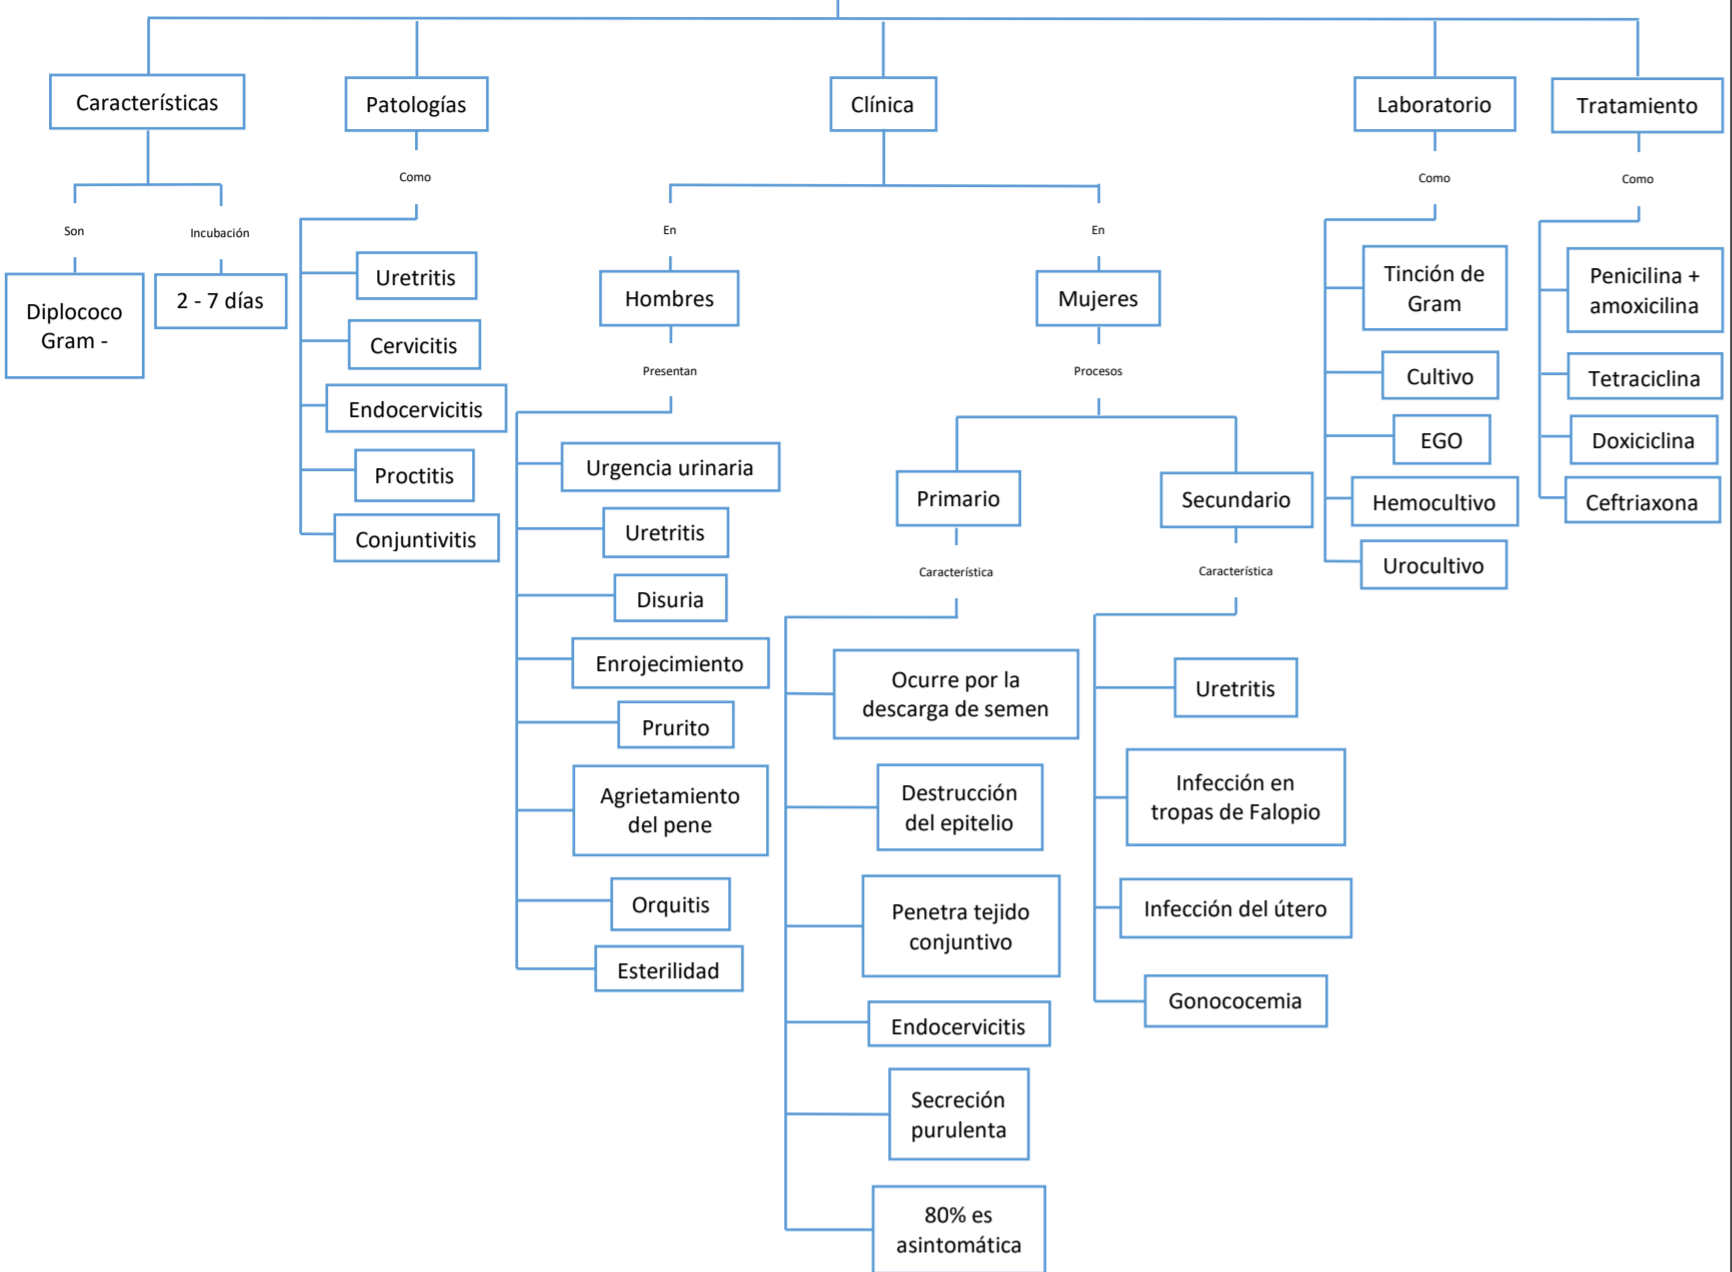 Características
Son
Diplococo
Gram -
Incubación
2 - 7 días
Patologías
Como
Uretritis
Cervicitis
Endocervicitis
Proctitis
Conjuntivitis
Clínica
En
Hombres
Presentan
Urgencia urinaria
Uretritis
Disuria
Enrojecimiento
Prurito
Agrietamiento
del pene
Orquitis
Esterilidad
En
Mujeres
Procesos
Primario
Característica
Ocurre por la
descarga de semen
Destrucción
del epitelio
Penetra tejido
conjuntivo
Endocervicitis
Secreción
purulenta
80% es
asintomática
Secundario
Característica
Uretritis
Infección en
tropas de Falopio
Infección del útero
Gonococemia
Laboratorio
Como
Tinción de
Gram
Cultivo
EGO
Hemocultivo
Urocultivo
Tratamiento
Como
Penicilina +
amoxicilina
Tetraciclina
Doxiciclina
Ceftriaxona